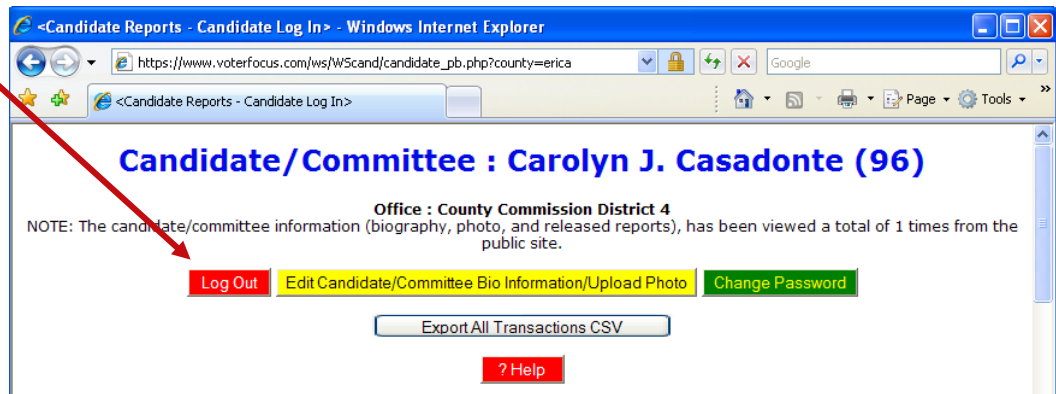 <Candidate Reports - Candidate Log In> - Windows Internet Explorer
https://www.voterfocus.com/ws/WScand/candidate_pb.php?county=erica
Google
<Candidate Reports - Candidate Log In>
Page
Tools
»
Candidate/Committee : Carolyn J. Casadonte (96)
Office : County Commission District 4
NOTE: The candidate/committee information (biography, photo, and released reports), has been viewed a total of 1 times from the
public site.
Log Out
Edit Candidate/Committee Bio Information/Upload Photo
Change Password
Export All Transactions CSV
? Help